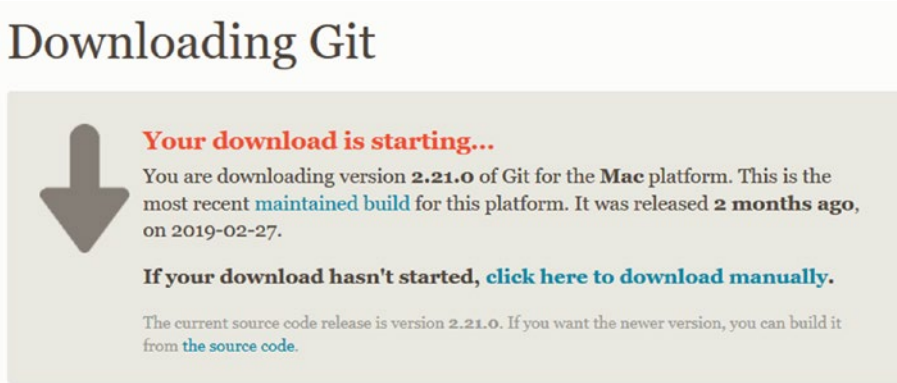 Downloading Git
Your download is starting...
You are downloading version 2.21.0 of Git for the Mac platform. This is the
most recent maintained build for this platform. It was released 2 months ago,
on 2019-02-27.
If your download hasn't started, click here to download manually.
The current source code release is version 2.21.0. If you want the newer version, you can build it
from the source code.